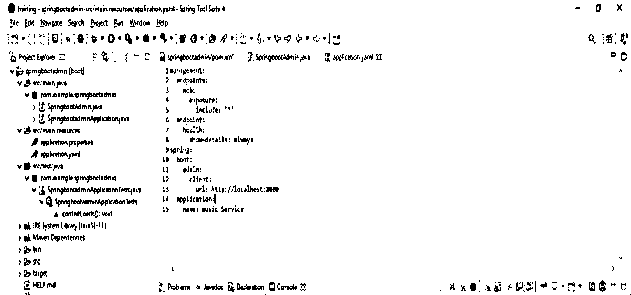 training - springbootadmin/src/main/resources/application.yaml - Spring Tool Suite 4
File Edit Navigate Search Project Run Window Help
Project Explorer
springbootadmin/pom.xml
SpringbootAdmin.java
application.yaml
springbootadmin [boot]
src/main/java
com.example.springbootadmin
SpringbootAdmin.java
SpringbootadminApplication.java
src/main/resources
application.properties
application.yaml
src/test/java
com.example.springbootadmin
SpringbootadminApplicationTests.java
SpringbootadminApplicationTests
contextLoads() : void
JRE System Library
Maven Dependencies
bin
src
target
HELP.md
1 management:
2 endpoints:
3 web:
4 exposure:
5 include: "*"
6 endpoint:
7 health:
8 show-details: always
9 spring:
10 boot:
11 admin:
12 client:
13 url: http://localhost:
14 application:
15 name: music Service
Problems Javadoc Declaration Console